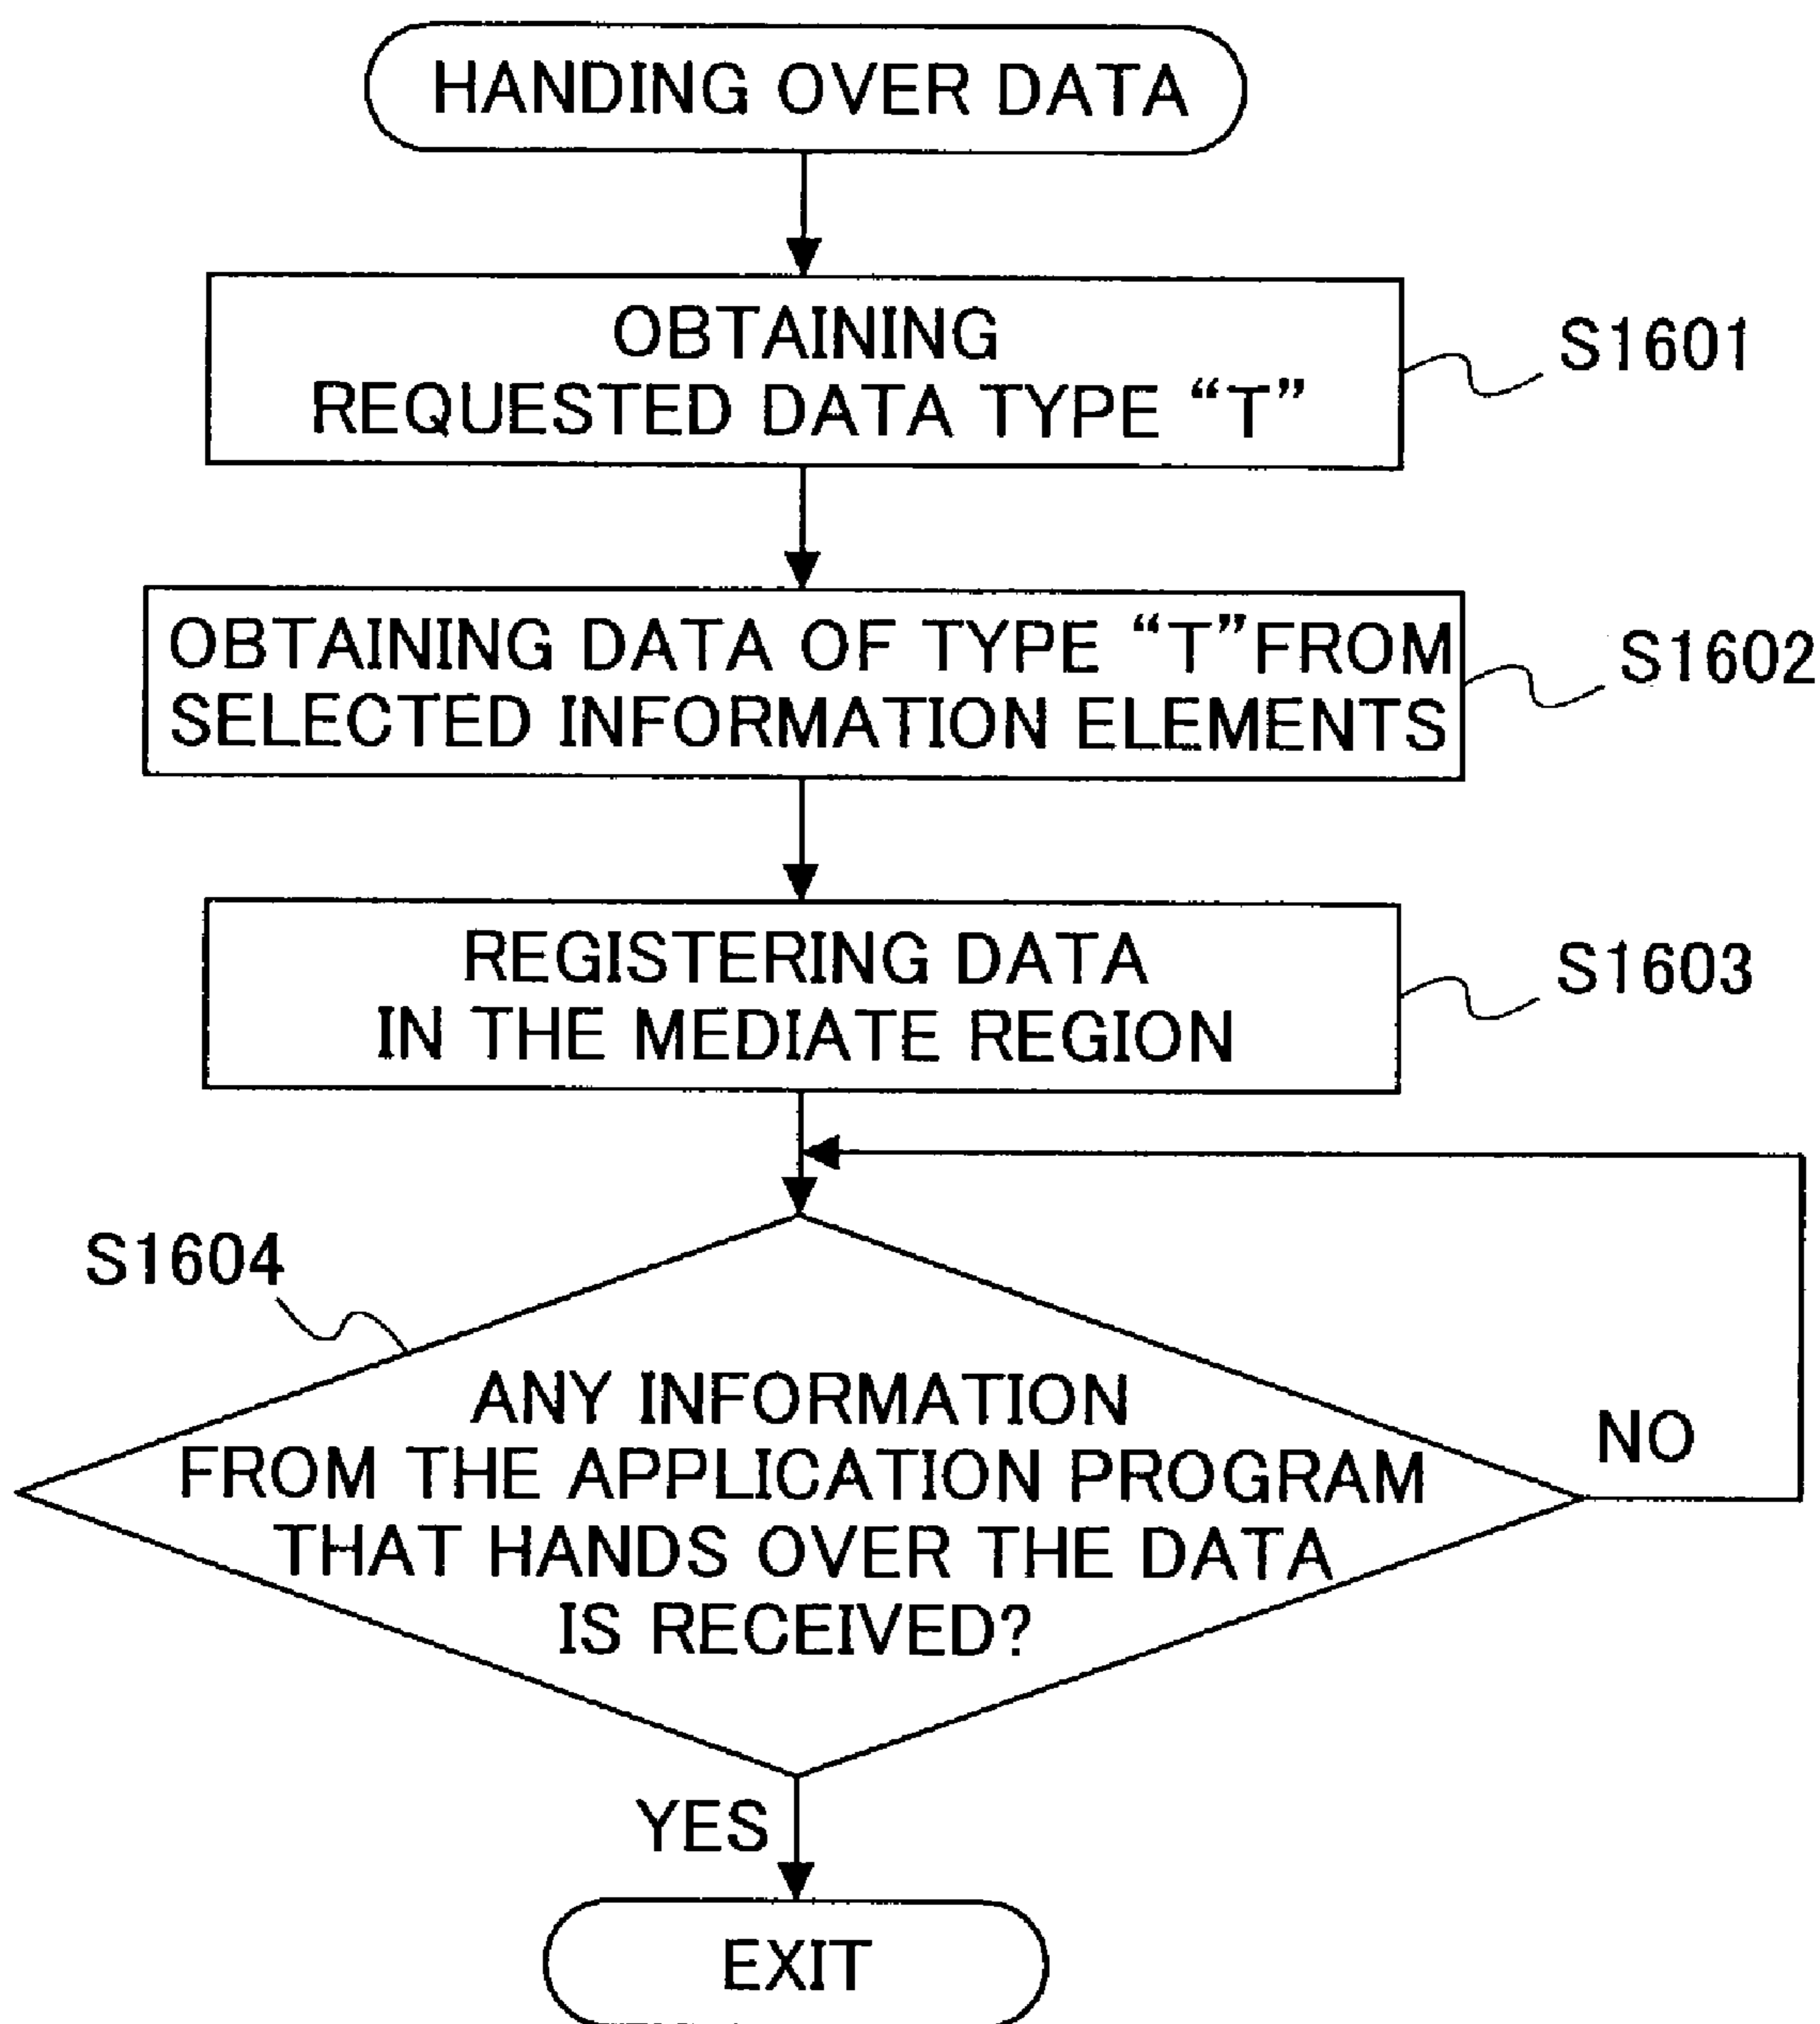 HANDING OVER DATA
OBTAINING
REQUESTED DATA TYPE “T”
S1601
OBTAINING DATA OF TYPE “T”FROM
SELECTED INFORMATION ELEMENTS
S1602
REGISTERING DATA
IN THE MEDIATE REGION
S1603
S1604
ANY INFORMATION
FROM THE APPLICATION PROGRAM
THAT HANDS OVER THE DATA
IS RECEIVED?
NO
YES
EXIT